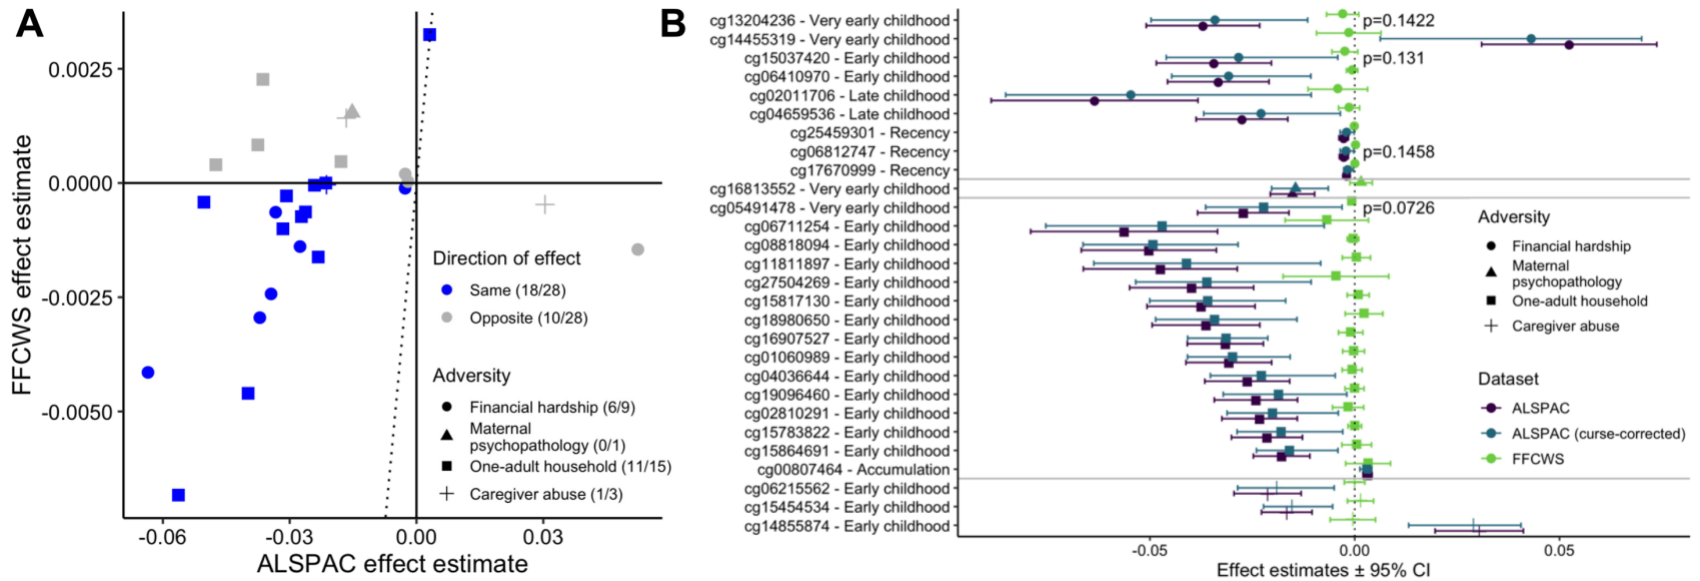 A
0.0025
0.0000
-0.0025
-0.0050
FFCWS effect estimate
-0.06
-0.03
0.00
0.03
ALSPAC effect estimate
Direction of effect
Same (18/28)
Opposite (10/28)
Adversity
Financial hardship (6/9)
Maternal
psychopathology (0/1)
One-adult household (11/15)
Caregiver abuse (1/3)
B
cg13204236 - Very early childhood
cg14455319 - Very early childhood
cg15037420 - Early childhood
cg06410970 - Early childhood
cg02011706 - Late childhood
cg04659536 - Late childhood
cg25459301 - Recency
cg06812747 - Recency
cg17670999 - Recency
cg16813552 - Very early childhood
cg05491478 - Very early childhood
cg06711254 - Early childhood
cg08818094 - Early childhood
cg11811897 - Early childhood
cg27504269 - Early childhood
cg15817130 - Early childhood
cg18980650 - Early childhood
cg16907527 - Early childhood
cg01060989 - Early childhood
cg04036644 - Early childhood
cg19096460 - Early childhood
cg02810291 - Early childhood
cg15783822 - Early childhood
cg15864691 - Early childhood
cg00807464 - Accumulation
cg06215562 - Early childhood
cg15454534 - Early childhood
cg14855874 - Early childhood
p=0.1422
p=0.131
p=0.1458
p=0.0726
-0.05
0.00
0.05
Effect estimates ± 95% CI
Adversity
Financial hardship
Maternal
psychopathology
One-adult household
Caregiver abuse
Dataset
ALSPAC
ALSPAC (curse-corrected)
FFCWS